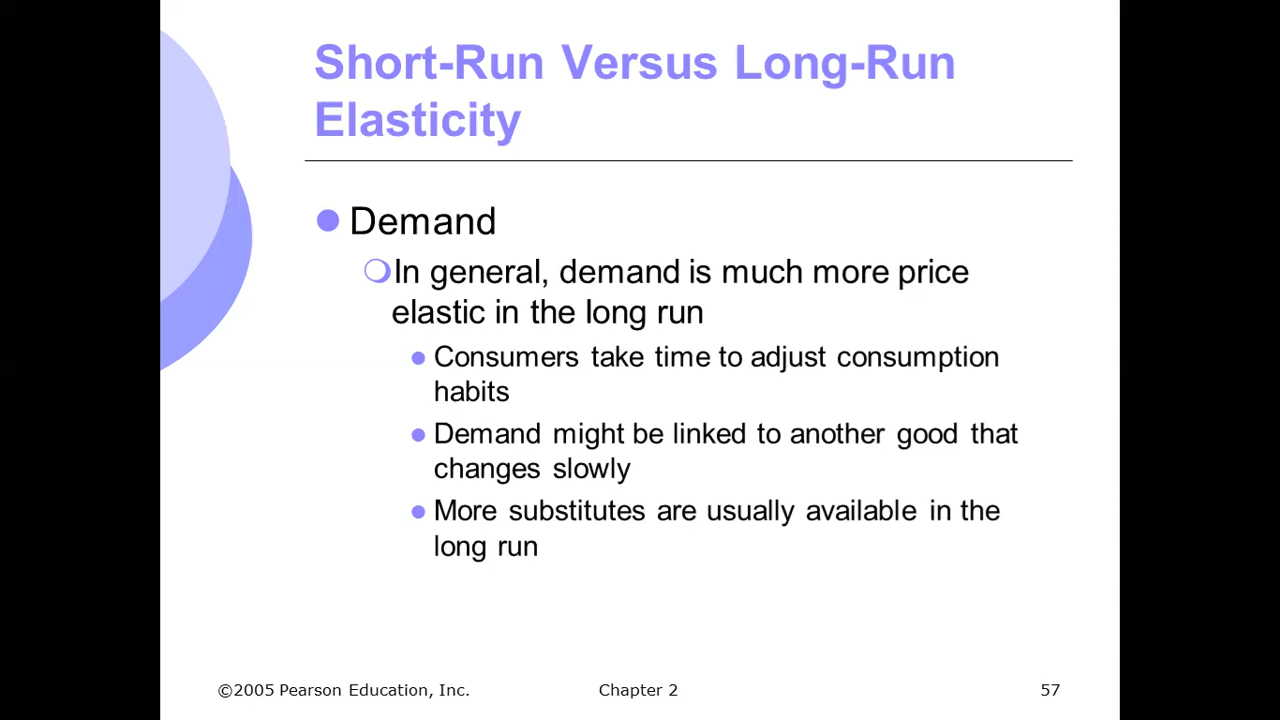 Short-Run Versus Long-Run
Elasticity
Demand
In general, demand is much more price
elastic in the long run
Consumers take time to adjust consumption
habits
Demand might be linked to another good that
changes slowly
More substitutes are usually available in the
long run
©2005 Pearson Education, Inc.
Chapter 2
57